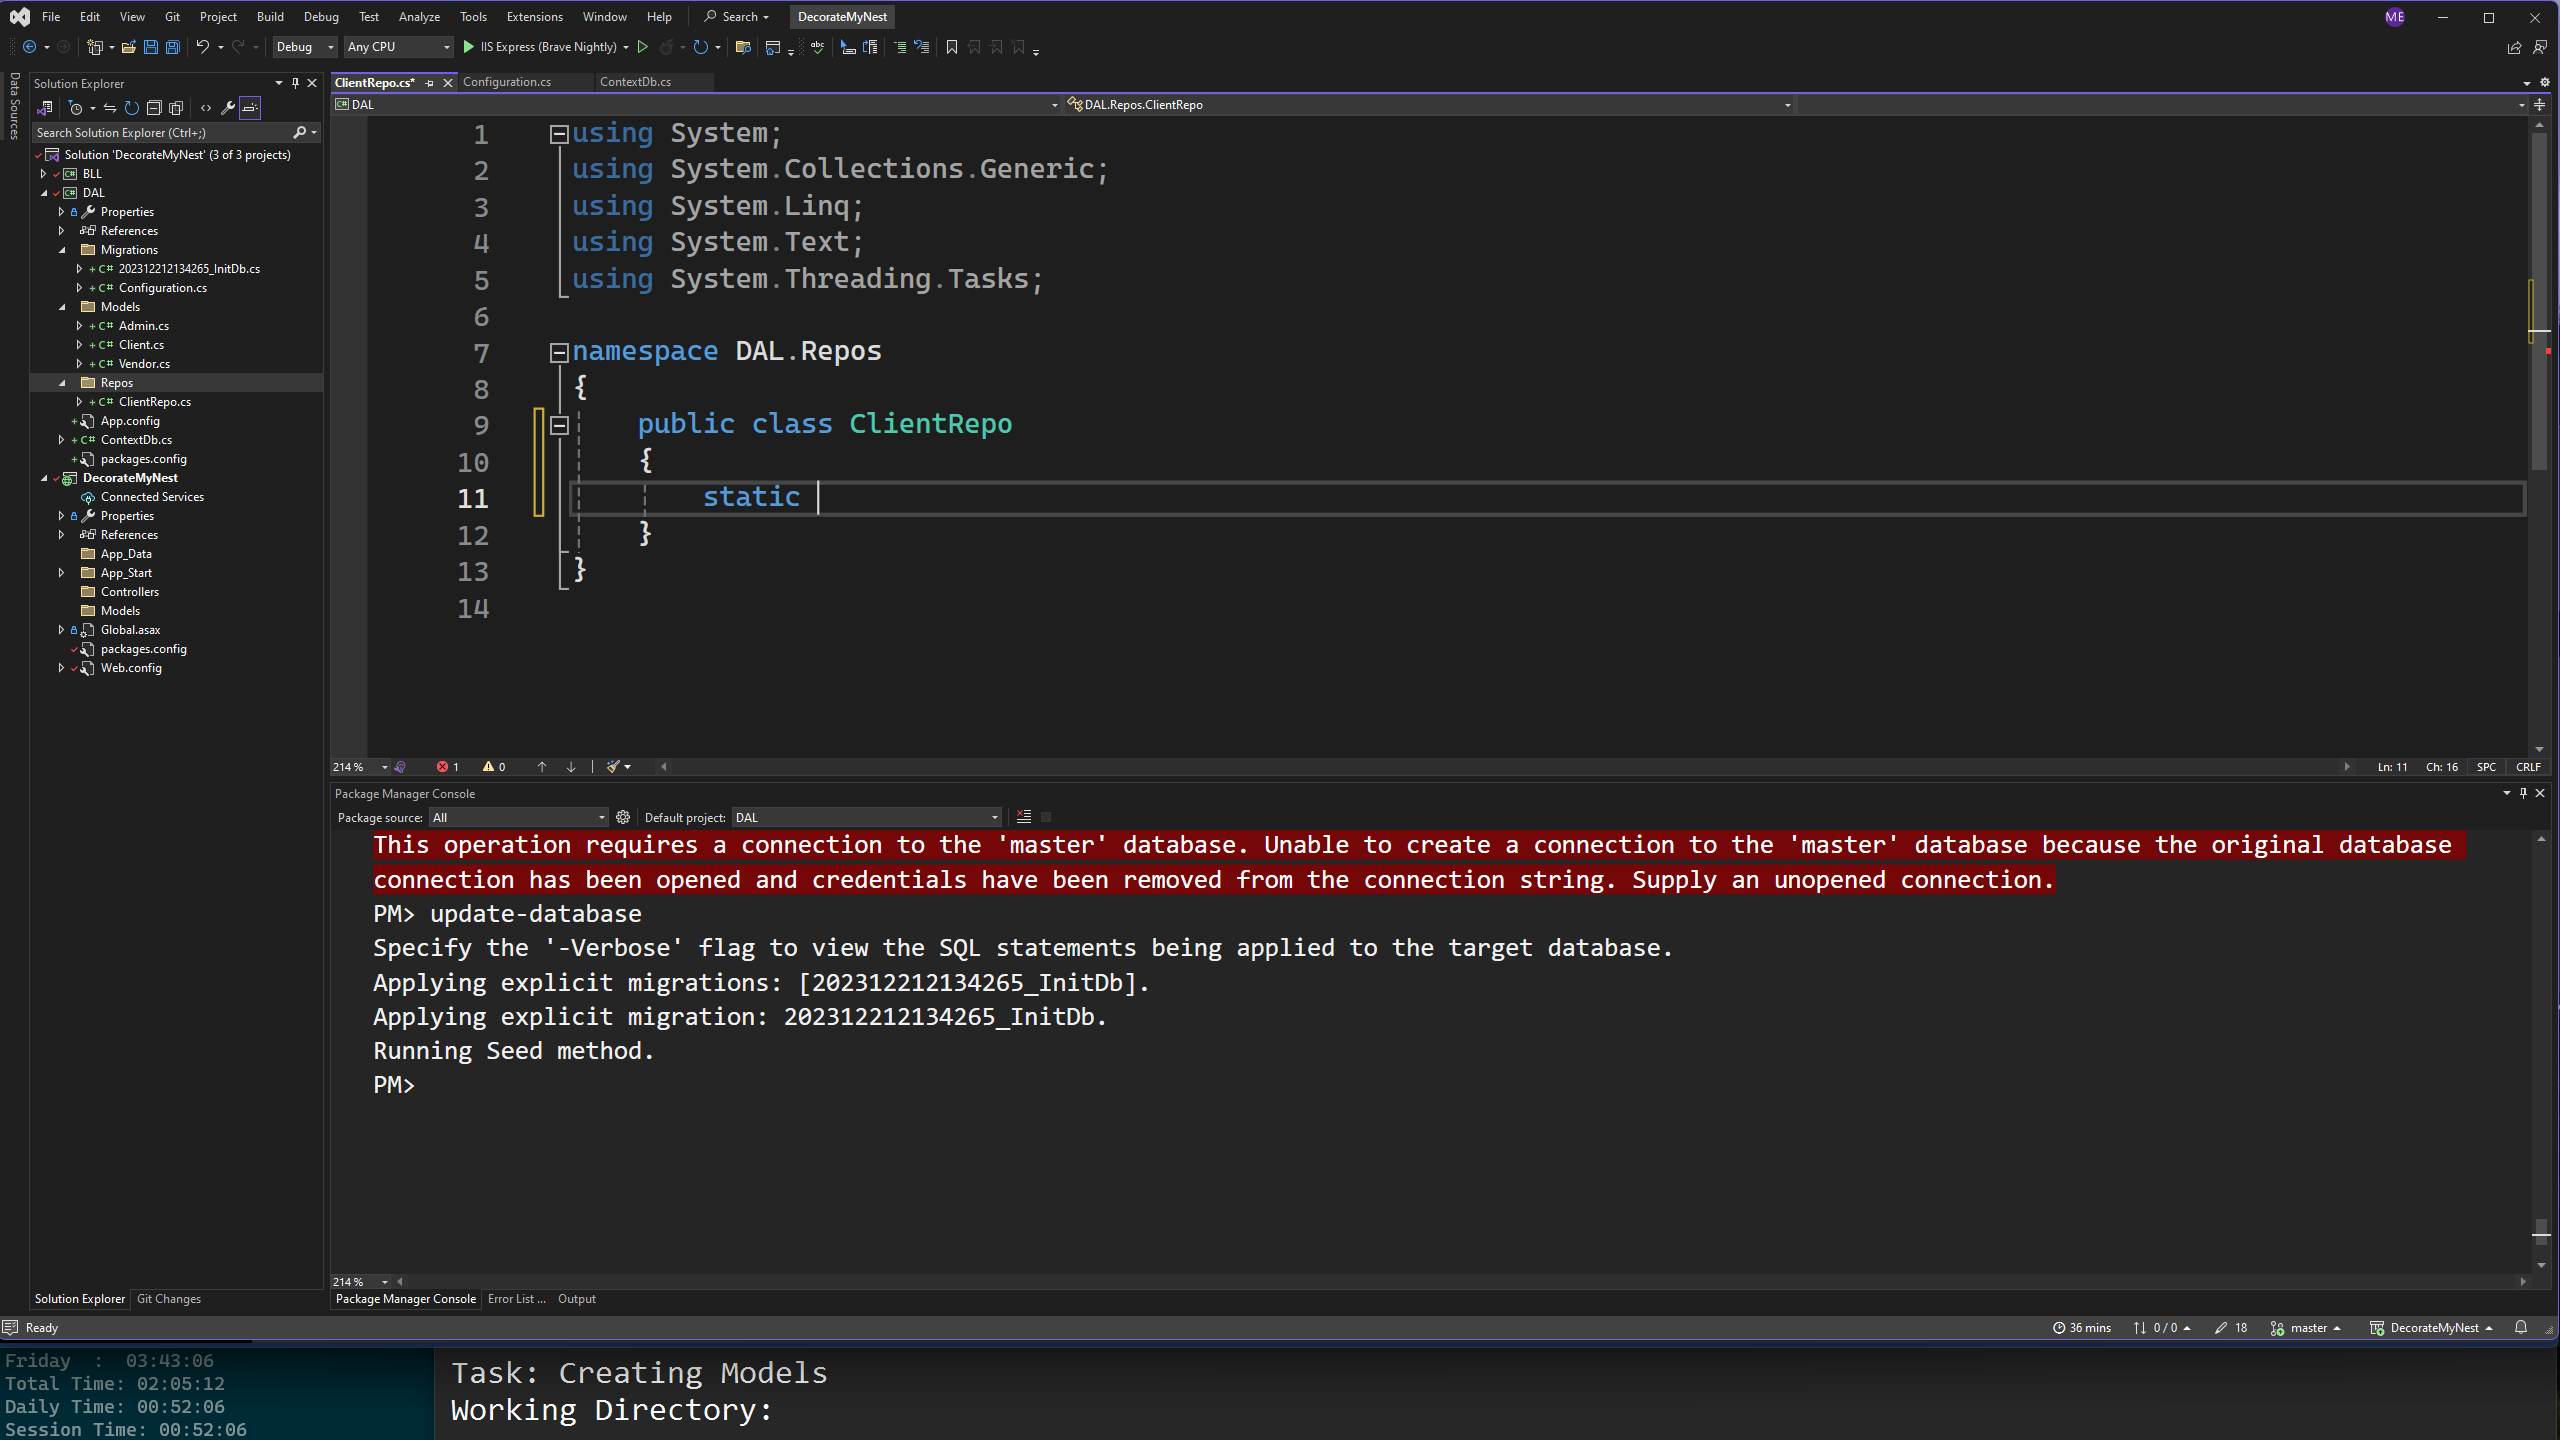 File Edit View Git Project Build Debug Test Analyze Tools Extensions Window Help Search DecorateMyNest ME
Debug Any CPU IIS Express (Brave Nightly)
Data Sources
Solution Explorer
Search Solution Explorer (Ctrl+;)
Solution 'DecorateMyNest' (3 of 3 projects)
BLL
DAL
Properties
References
Migrations
C# 202312212134265_InitDb.cs
C# Configuration.cs
Models
C# Admin.cs
C# Client.cs
C# Vendor.cs
Repos
C# ClientRepo.cs
App.config
C# ContextDb.cs
packages.config
DecorateMyNest
Connected Services
Properties
References
App_Data
App_Start
Controllers
Models
Global.asax
packages.config
Web.config
Solution Explorer Git Changes
ClientRepo.cs* Configuration.cs ContextDb.cs
DAL DAL.Repos.ClientRepo
1 using System;
2 using System.Collections.Generic;
3 using System.Linq;
4 using System.Text;
5 using System.Threading.Tasks;
6
7 namespace DAL.Repos
8 {
9 public class ClientRepo
10 {
11 static
12 }
13 }
14
214 % 1 0 Ln: 11 Ch: 16 SPC CRLF
Package Manager Console
Package source: All Default project: DAL
This operation requires a connection to the 'master' database. Unable to create a connection to the 'master' database because the original database
connection has been opened and credentials have been removed from the connection string. Supply an unopened connection.
PM> update-database
Specify the '-Verbose' flag to view the SQL statements being applied to the target database.
Applying explicit migrations: [202312212134265_InitDb].
Applying explicit migration: 202312212134265_InitDb.
Running Seed method.
PM>
214 %
Package Manager Console Error List ... Output
Ready 36 mins 0 / 0 18 master DecorateMyNest
Friday : 03:43:06
Total Time: 02:05:12
Daily Time: 00:52:06
Session Time: 00:52:06
Task: Creating Models
Working Directory: